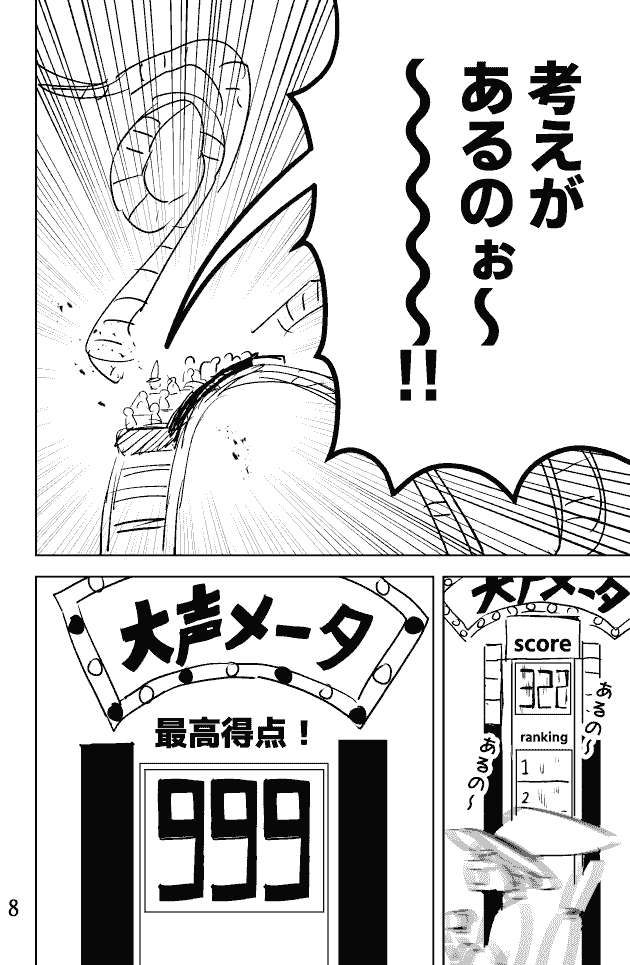 考えが
あるのぉ〜
〜〜〜〜〜!!
大声メータ
score
322
ranking
1
2
あるの〜
あるの〜
大声メータ
最高得点！
999
8